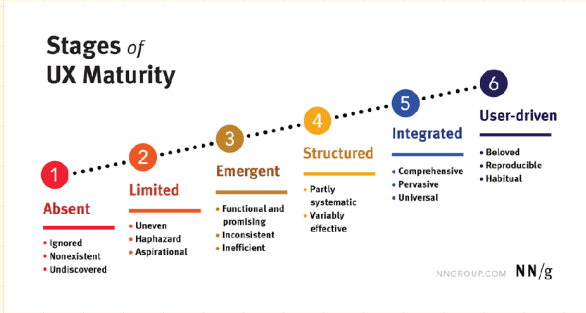 Stages of
UX Maturity
1
Absent
• Ignored
• Nonexistent
• Undiscovered
2
Limited
• Uneven
• Haphazard
• Aspirational
3
Emergent
• Functional and
promising
• Inconsistent
• Inefficient
4
Structured
• Partly
systematic
• Variably
effective
5
Integrated
• Comprehensive
• Pervasive
• Universal
6
User-driven
• Beloved
• Reproducible
• Habitual
NNGROUP.COM NN/g